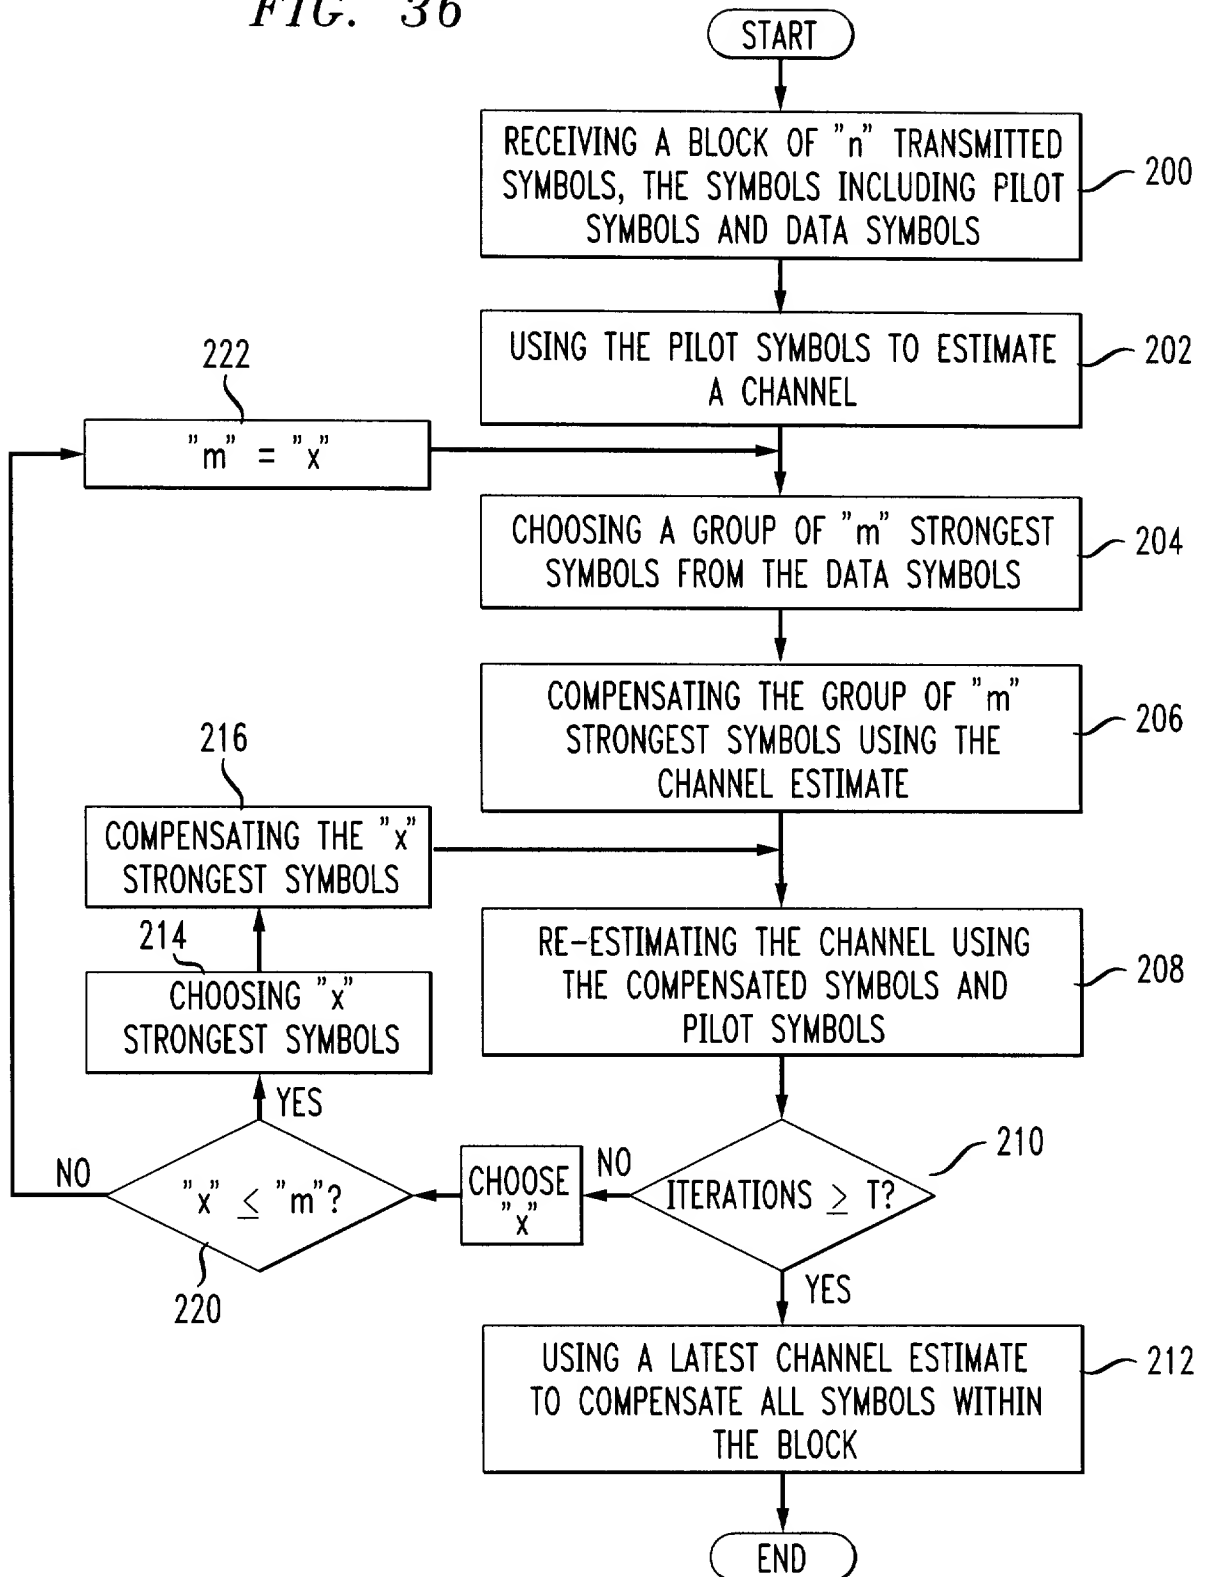 FIG. 36
START
RECEIVING A BLOCK OF "n" TRANSMITTED
SYMBOLS, THE SYMBOLS INCLUDING PILOT
SYMBOLS AND DATA SYMBOLS
200
USING THE PILOT SYMBOLS TO ESTIMATE
A CHANNEL
202
222
"m" = "x"
CHOOSING A GROUP OF "m" STRONGEST
SYMBOLS FROM THE DATA SYMBOLS
204
COMPENSATING THE GROUP OF "m"
STRONGEST SYMBOLS USING THE
CHANNEL ESTIMATE
206
216
COMPENSATING THE "x"
STRONGEST SYMBOLS
214
CHOOSING "x"
STRONGEST SYMBOLS
RE-ESTIMATING THE CHANNEL USING
THE COMPENSATED SYMBOLS AND
PILOT SYMBOLS
208
YES
NO
"x" ≤ "m"?
220
CHOOSE
"x"
NO
ITERATIONS ≥ T?
210
YES
USING A LATEST CHANNEL ESTIMATE
TO COMPENSATE ALL SYMBOLS WITHIN
THE BLOCK
212
END